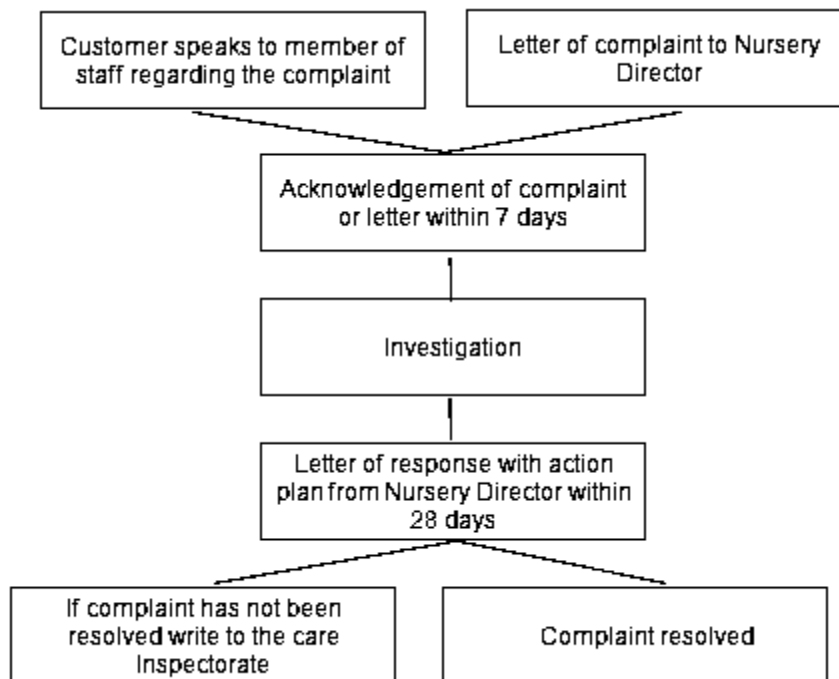 Customer speaks to member of
staff regarding the complaint
Letter of complaint to Nursery
Director
Acknowledgement of complaint
or letter within 7 days
Investigation
Letter of response with action
plan from Nursery Director within
28 days
If complaint has not been
resolved write to the care
Inspectorate
Complaint resolved